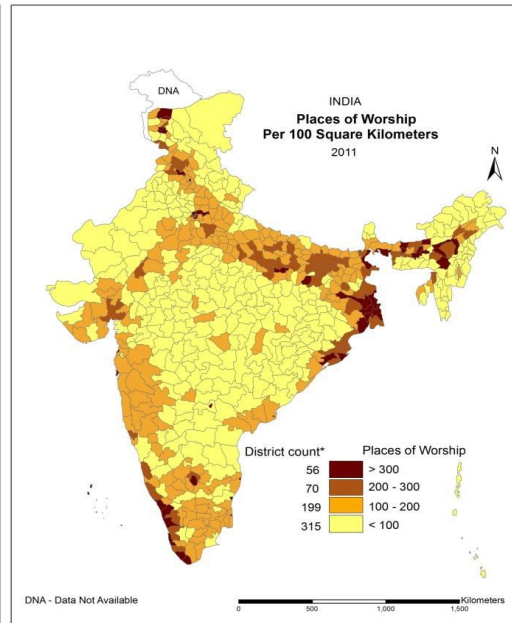 DNA
INDIA
Places of Worship
Per 100 Square Kilometers
2011
N
District count* Places of Worship
56 > 300
70 200 - 300
199 100 - 200
315 < 100
DNA - Data Not Available
Kilometers
0 500 1,000 1,500